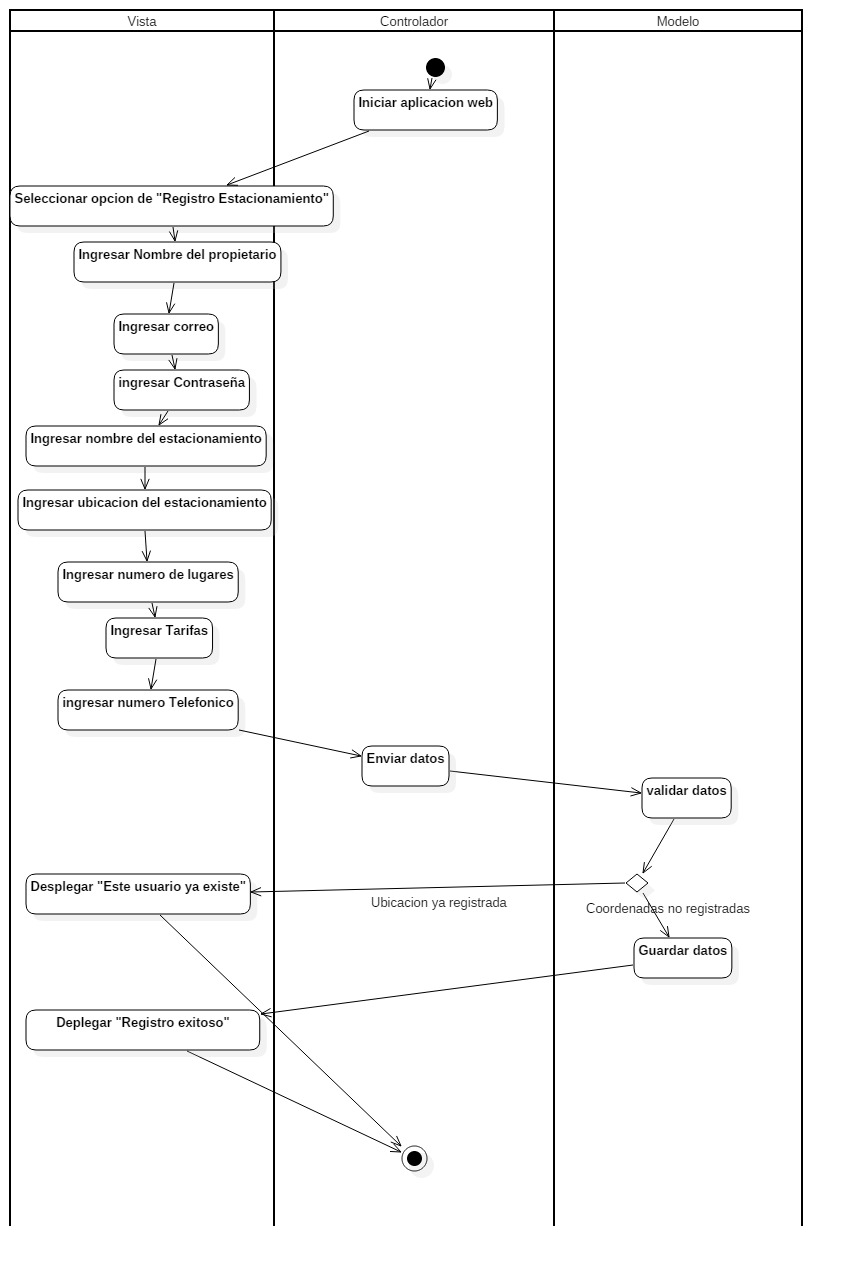 Vista
Controlador
Modelo
Iniciar aplicacion web
Seleccionar opcion de "Registro Estacionamiento"
Ingresar Nombre del propietario
Ingresar correo
ingresar Contraseña
Ingresar nombre del estacionamiento
Ingresar ubicacion del estacionamiento
Ingresar numero de lugares
Ingresar Tarifas
ingresar numero Telefonico
Enviar datos
validar datos
Desplegar "Este usuario ya existe"
Ubicacion ya registrada
Coordenadas no registradas
Guardar datos
Deplegar "Registro exitoso"